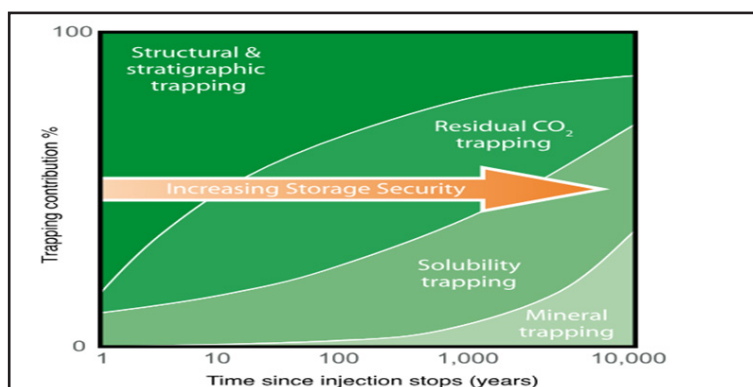 100
Structural &
stratigraphic
trapping
Residual CO₂
trapping
Increasing Storage Security
Solubility
trapping
Mineral
trapping
Trapping contribution %
0
1 10 100 1,000 10,000
Time since injection stops (years)